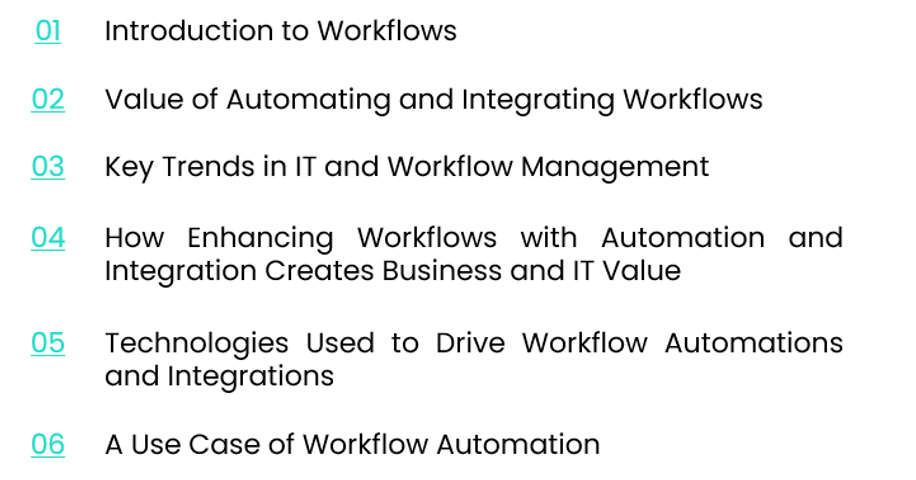 01 Introduction to Workflows
02 Value of Automating and Integrating Workflows
03 Key Trends in IT and Workflow Management
04 How Enhancing Workflows with Automation and
Integration Creates Business and IT Value
05 Technologies Used to Drive Workflow Automations
and Integrations
06 A Use Case of Workflow Automation